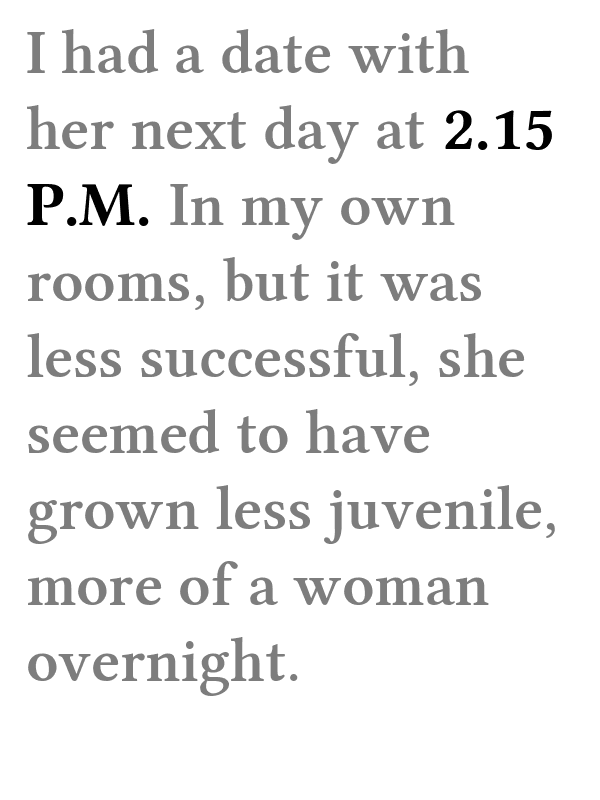 I had a date with
her next day at 2.15
P.M. In my own
rooms, but it was
less successful, she
seemed to have
grown less juvenile,
more of a woman
overnight.